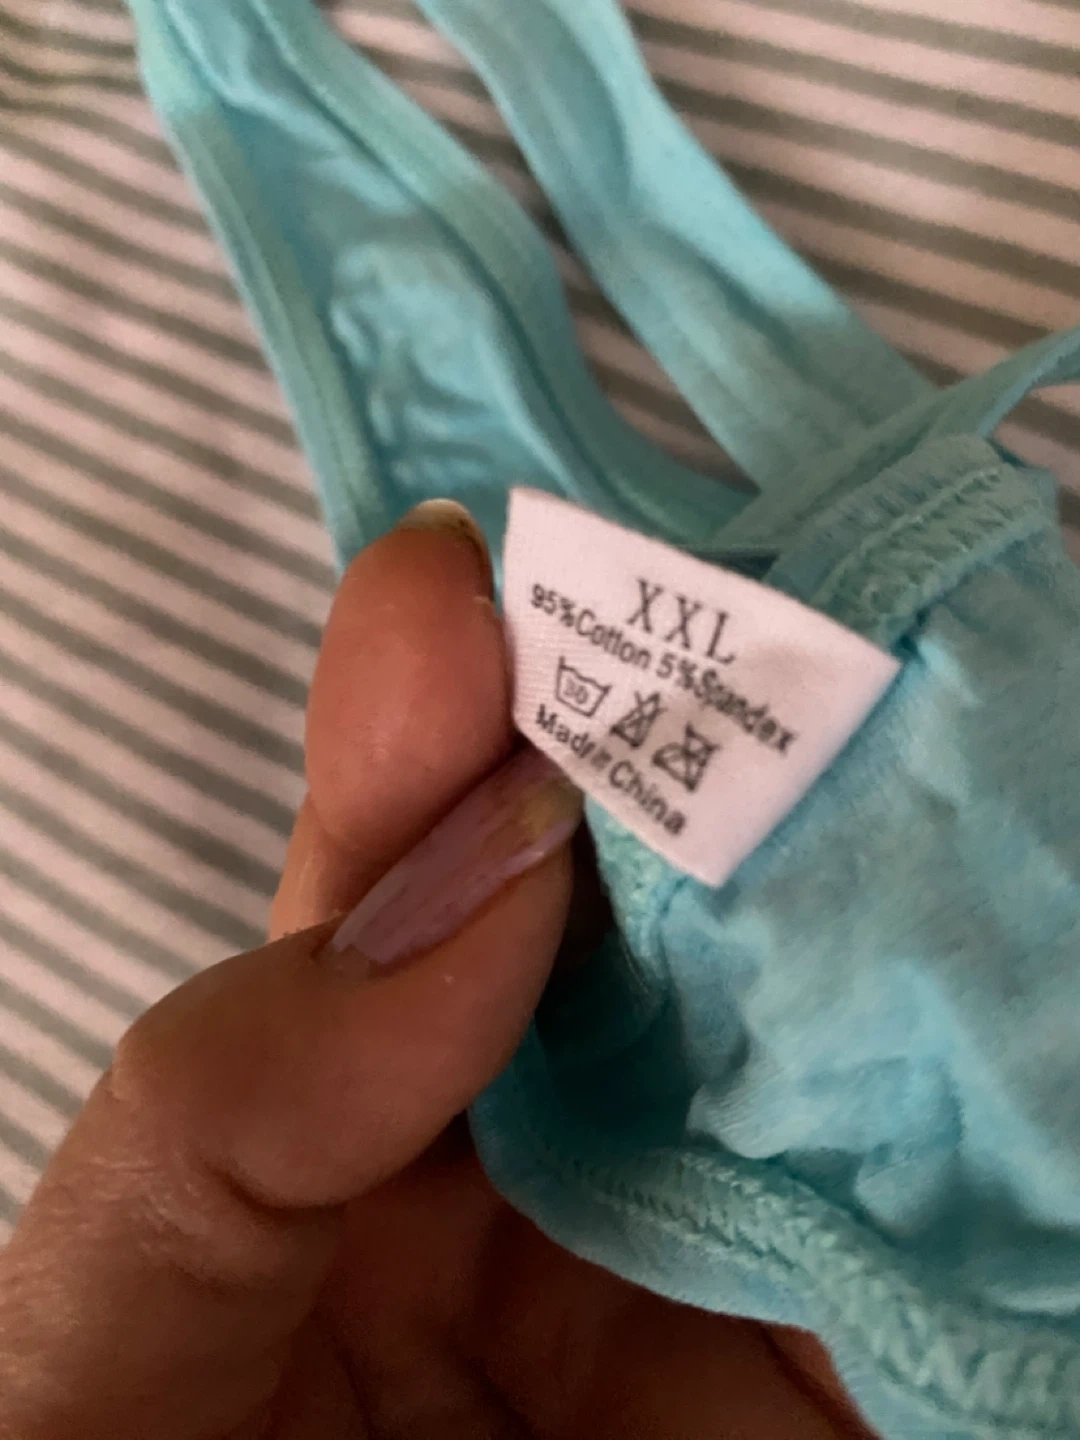 XXL
95%Cotton 5%Spandex
30
Made in China